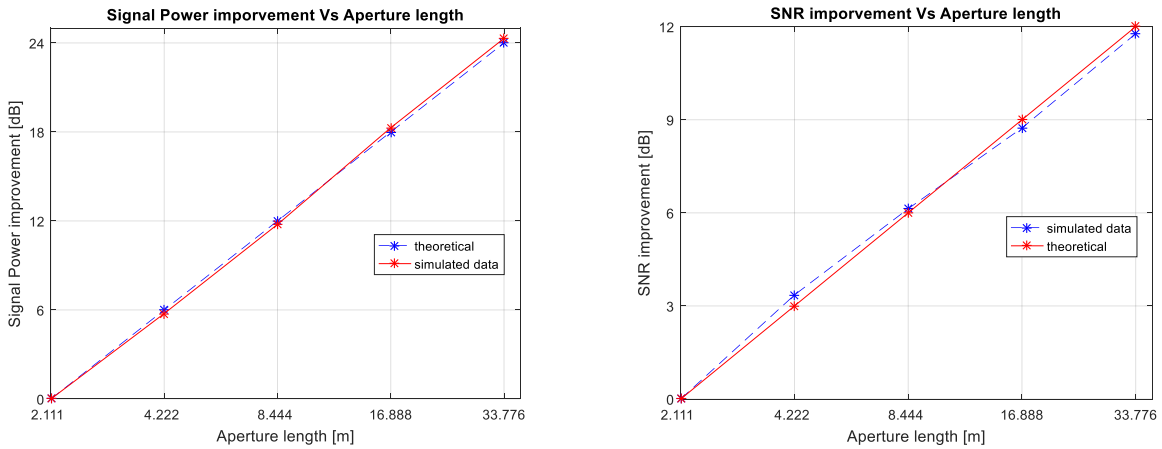 Signal Power imporvement Vs Aperture length
Signal Power improvement [dB]
24
18
12
6
0
theoretical
simulated data
2.111 4.222 8.444 16.888 33.776
Aperture length [m]
SNR imporvement Vs Aperture length
SNR improvement [dB]
12
9
6
3
0
simulated data
theoretical
2.111 4.222 8.444 16.888 33.776
Aperture length [m]